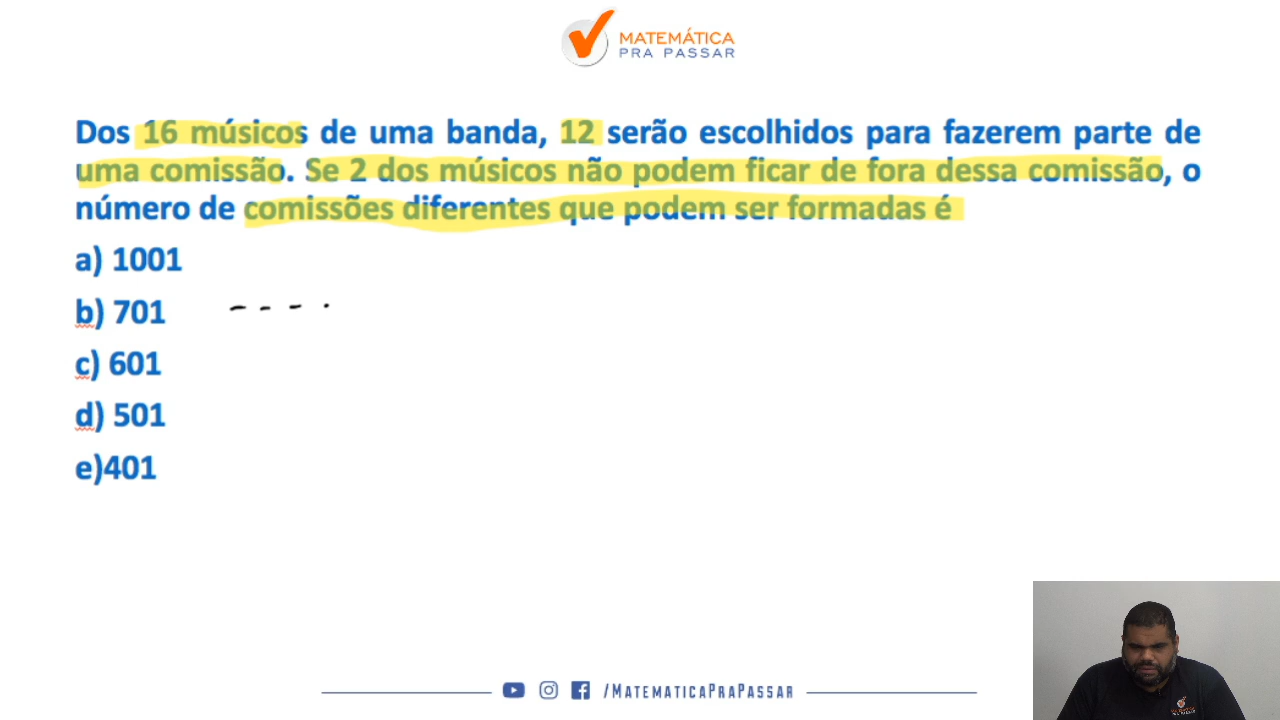 MATEMÁTICA
PRA PASSAR
Dos 16 músicos de uma banda, 12 serão escolhidos para fazerem parte de
uma comissão. Se 2 dos músicos não podem ficar de fora dessa comissão, o
número de comissões diferentes que podem ser formadas é
a) 1001
b) 701
c) 601
d) 501
e)401
/MATEMATICAPRAPASSAR